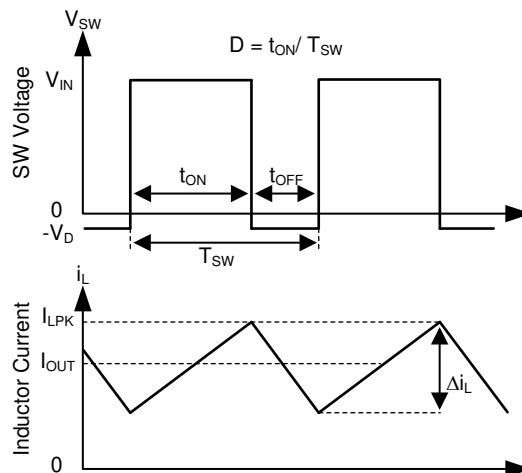 V_SW
D = t_ON/ T_SW
V_IN
SW Voltage
t_ON
t_OFF
0
-V_D
T_SW
i_L
I_LPK
I_OUT
Inductor Current
Δi_L
0